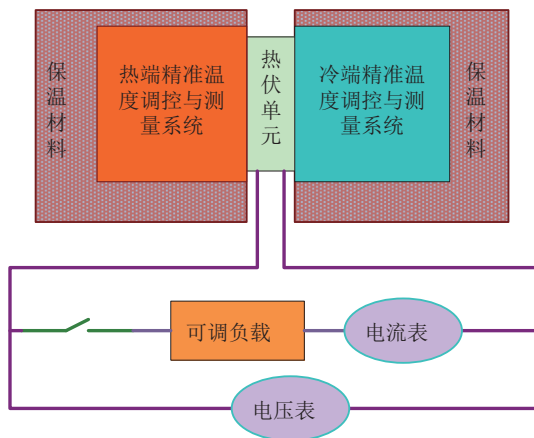 保温材料
热端精准温
度调控与测
量系统
热伏单元
冷端精准温
度调控与测
量系统
保温材料
可调负载
电流表
电压表